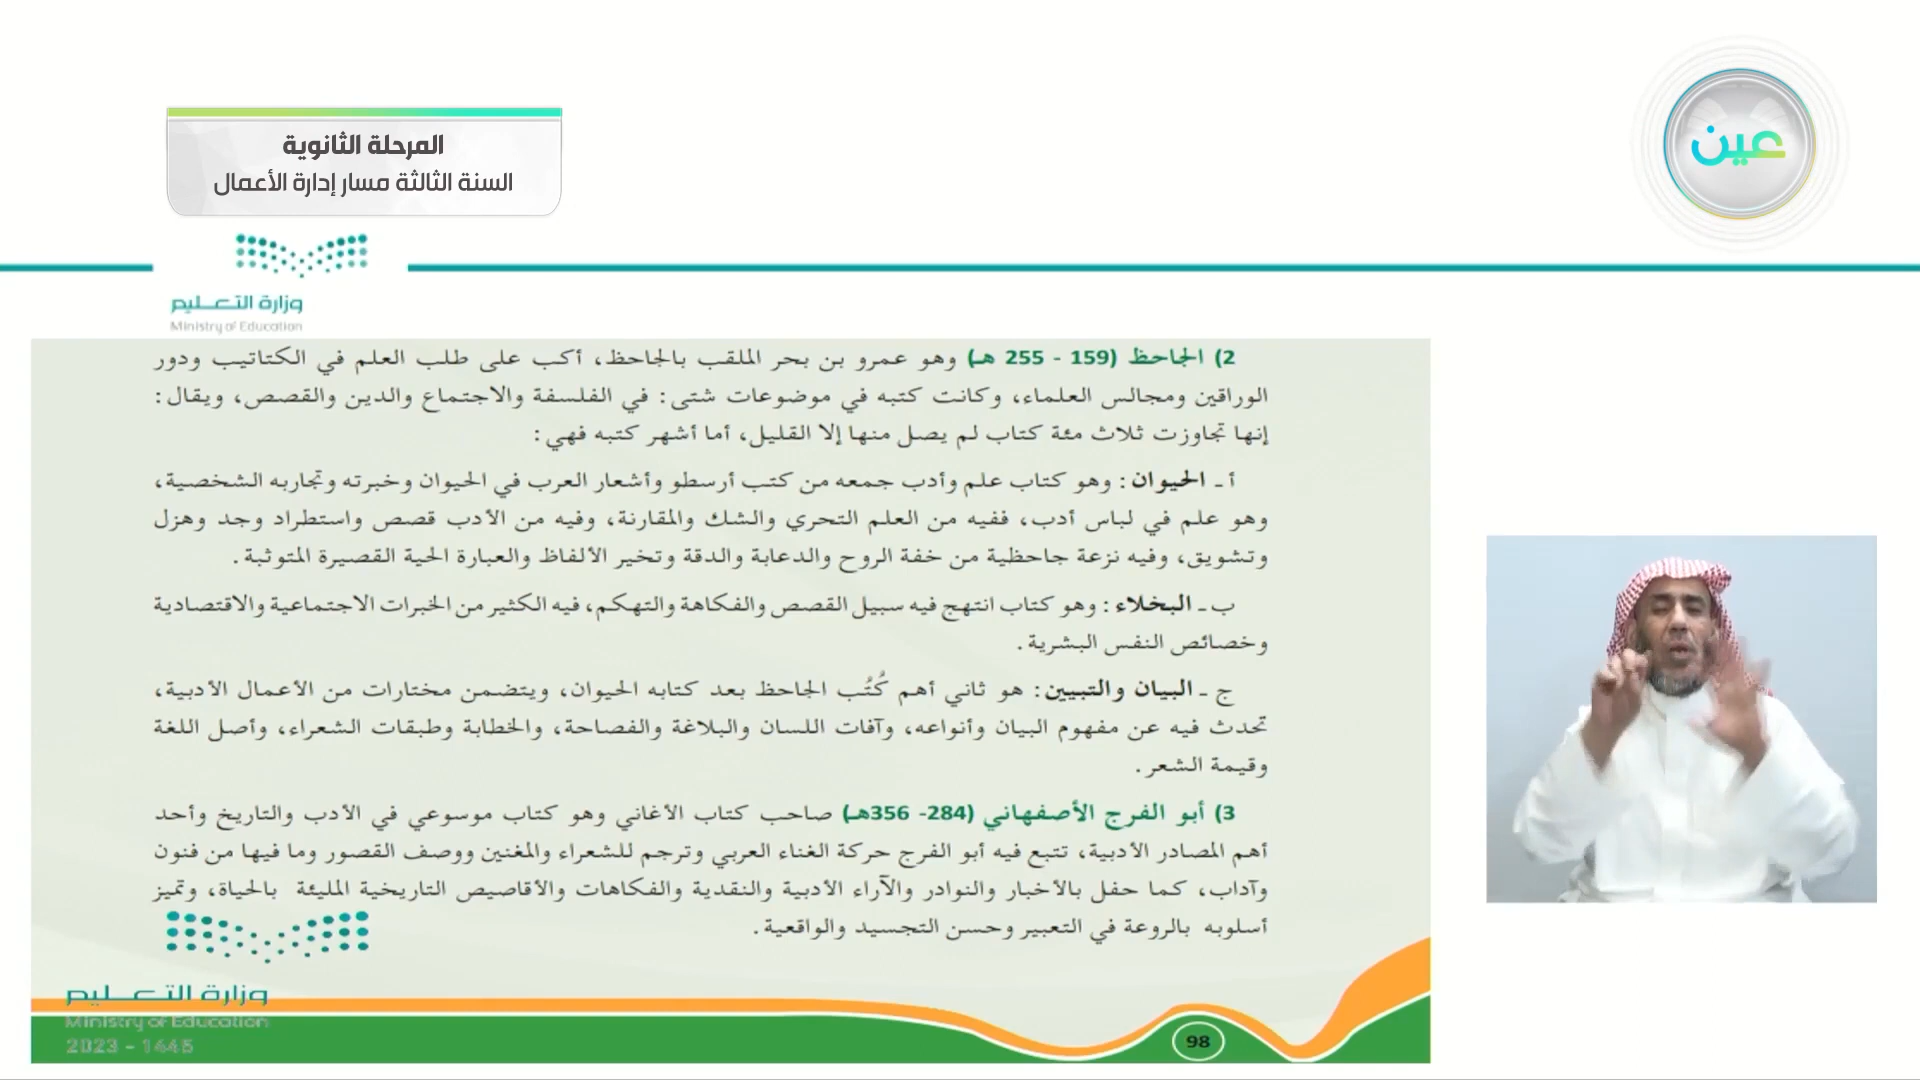 المرحلة الثانوية
السنة الثالثة مسار إدارة الأعمال
عين
وزارة التعليم
Ministry of Education
2) الجاحظ (159 - 255 هـ) وهو عمرو بن بحر الملقب بالجاحظ، أكب على طلب العلم في الكتاتيب ودور
الوراقين ومجالس العلماء، وكانت كتبه في موضوعات شتى: في الفلسفة والاجتماع والدين والقصص، ويقال:
إنها تجاوزت ثلاث مئة كتاب لم يصل منها إلا القليل، أما أشهر كتبه فهي:
أ ـ الحيوان: وهو كتاب علم وأدب جمعه من كتب أرسطو وأشعار العرب في الحيوان وخبرته وتجاربه الشخصية،
وهو علم في لباس أدب، ففيه من العلم التحري والشك والمقارنة، وفيه من الأدب قصص واستطراد وجد وهزل
وتشويق، وفيه نزعة جاحظية من خفة الروح والدعابة والدقة وتخير الألفاظ والعبارة الحية القصيرة المتوثبة.
ب ـ البخلاء: وهو كتاب انتهج فيه سبيل القصص والفكاهة والتهكم، فيه الكثير من الخبرات الاجتماعية والاقتصادية
وخصائص النفس البشرية.
ج ـ البيان والتبيين: هو ثاني أهم كُتُب الجاحظ بعد كتابه الحيوان، ويتضمن مختارات من الأعمال الأدبية،
تحدث فيه عن مفهوم البيان وأنواعه، وآفات اللسان والبلاغة والفصاحة، والخطابة وطبقات الشعراء، وأصل اللغة
وقيمة الشعر.
3) أبو الفرج الأصفهاني (284- 356هـ) صاحب كتاب الأغاني وهو كتاب موسوعي في الأدب والتاريخ وأحد
أهم المصادر الأدبية، تتبع فيه أبو الفرج حركة الغناء العربي وترجم للشعراء والمغنين ووصف القصور وما فيها من فنون
وآداب، كما حفل بالأخبار والنوادر والآراء الأدبية والنقدية والفكاهات والأقاصيص التاريخية المليئة بالحياة، وتميز
أسلوبه بالروعة في التعبير وحسن التجسيد والواقعية.
وزارة التعليم
Ministry of Education
2023 - 1445
98